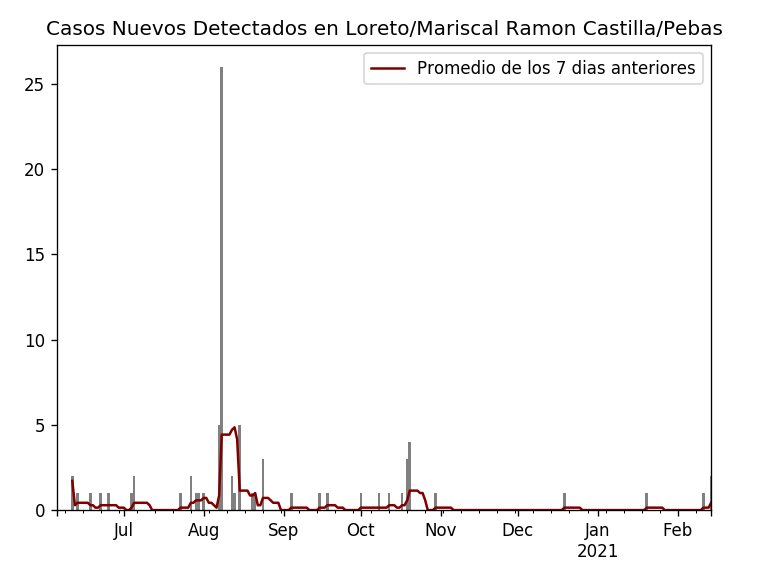 Casos Nuevos Detectados en Loreto/Mariscal Ramon Castilla/Pebas
Promedio de los 7 dias anteriores
25
20
15
10
5
0
Jul Aug Sep Oct Nov Dec Jan Feb
2021